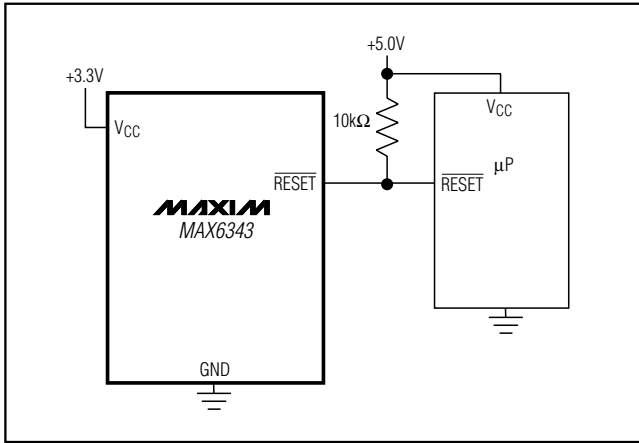 +5.0V
+3.3V
VCC
VCC
10kΩ
RESET
RESET
μP
MAXIM
MAX6343
GND